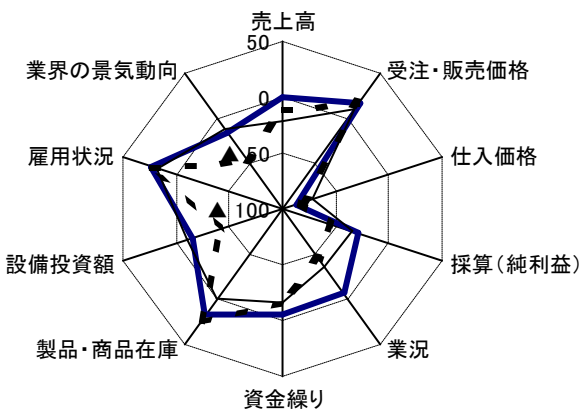 売上高
50
受注・販売価格
業界の景気動向
0
雇用状況
仕入価格
▲ 50
▲ 100
設備投資額
採算（純利益）
製品・商品在庫
業況
資金繰り